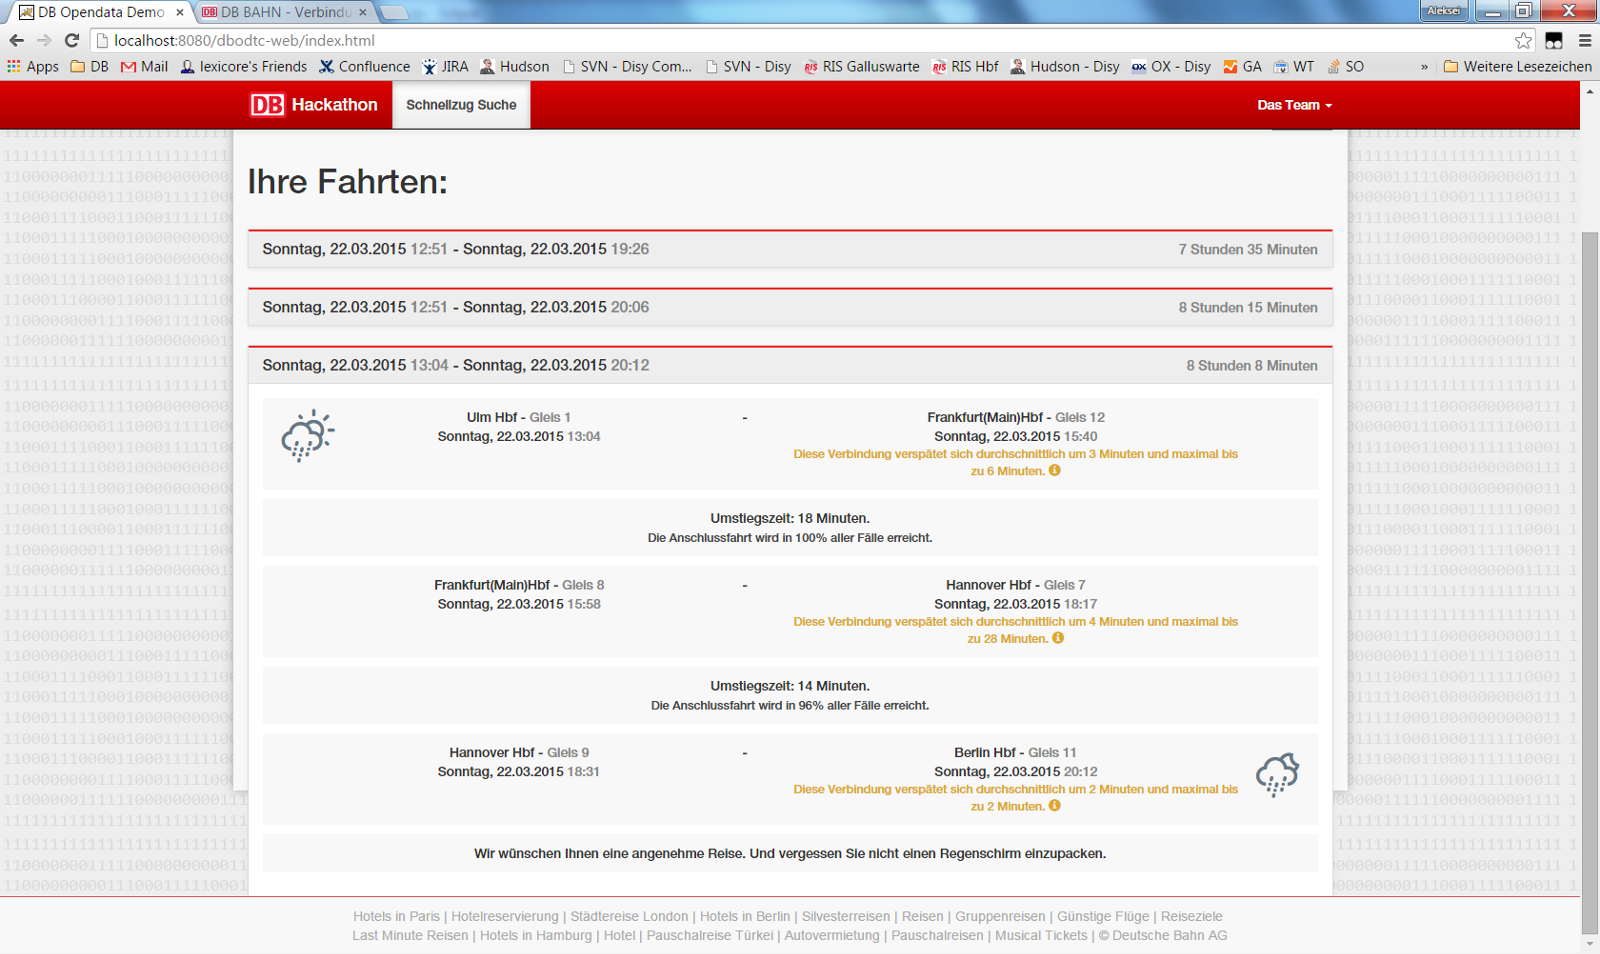 DB Opendata Demo
DB BAHN - Verbindu
Aleksei
localhost:8080/dbodtc-web/index.html
Apps DB Mail lexicore's Friends Confluence JIRA Hudson SVN - Disy Com... SVN - Disy RIS Galluswarte RIS Hbf Hudson - Disy OX - Disy GA WT SO » Weitere Lesezeichen
DB Hackathon Schnellzug Suche Das Team
Ihre Fahrten:
Sonntag, 22.03.2015 12:51 - Sonntag, 22.03.2015 19:26 7 Stunden 35 Minuten
Sonntag, 22.03.2015 12:51 - Sonntag, 22.03.2015 20:06 8 Stunden 15 Minuten
Sonntag, 22.03.2015 13:04 - Sonntag, 22.03.2015 20:12 8 Stunden 8 Minuten
Ulm Hbf - Gleis 1 - Frankfurt(Main)Hbf - Gleis 12
Sonntag, 22.03.2015 13:04 Sonntag, 22.03.2015 15:40
Diese Verbindung verspätet sich durchschnittlich um 3 Minuten und maximal bis
zu 6 Minuten.
Umstiegszeit: 18 Minuten.
Die Anschlussfahrt wird in 100% aller Fälle erreicht.
Frankfurt(Main)Hbf - Gleis 8 - Hannover Hbf - Gleis 7
Sonntag, 22.03.2015 15:58 Sonntag, 22.03.2015 18:17
Diese Verbindung verspätet sich durchschnittlich um 4 Minuten und maximal bis
zu 28 Minuten.
Umstiegszeit: 14 Minuten.
Die Anschlussfahrt wird in 96% aller Fälle erreicht.
Hannover Hbf - Gleis 9 - Berlin Hbf - Gleis 11
Sonntag, 22.03.2015 18:31 Sonntag, 22.03.2015 20:12
Diese Verbindung verspätet sich durchschnittlich um 2 Minuten und maximal bis
zu 2 Minuten.
Wir wünschen Ihnen eine angenehme Reise. Und vergessen Sie nicht einen Regenschirm einzupacken.
Hotels in Paris | Hotelreservierung | Städtereise London | Hotels in Berlin | Silvesterreisen | Reisen | Gruppenreisen | Günstige Flüge | Reiseziele
Last Minute Reisen | Hotels in Hamburg | Hotel | Pauschalreise Türkei | Autovermietung | Pauschalreisen | Musical Tickets | © Deutsche Bahn AG